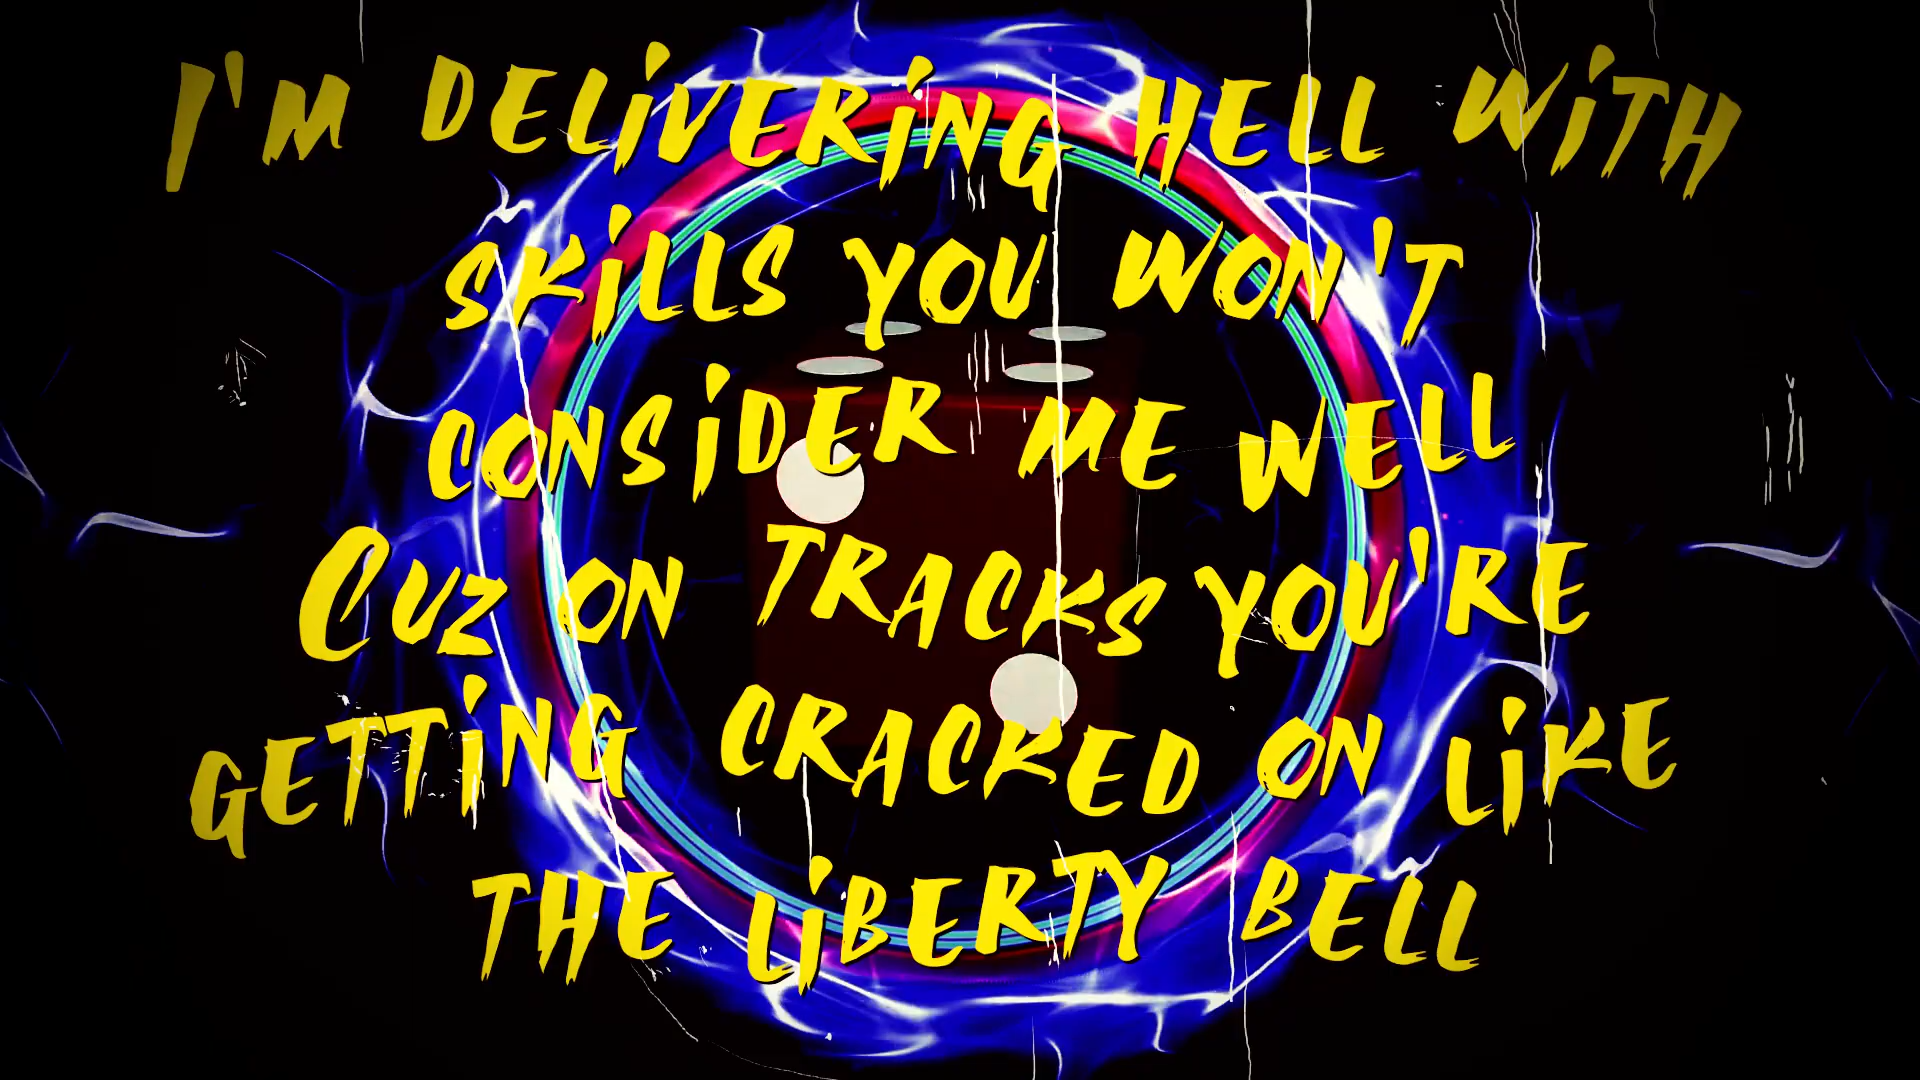 I'm delivering hell with
skills you won't
consider me well
Cuz on tracks you're
getting cracked on like
the liberty bell